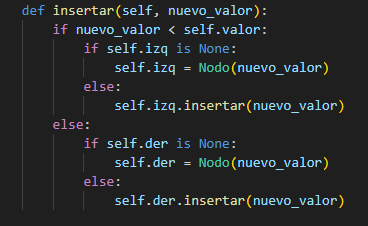 def insertar(self, nuevo_valor):
    if nuevo_valor < self.valor:
        if self.izq is None:
            self.izq = Nodo(nuevo_valor)
        else:
            self.izq.insertar(nuevo_valor)
    else:
        if self.der is None:
            self.der = Nodo(nuevo_valor)
        else:
            self.der.insertar(nuevo_valor)